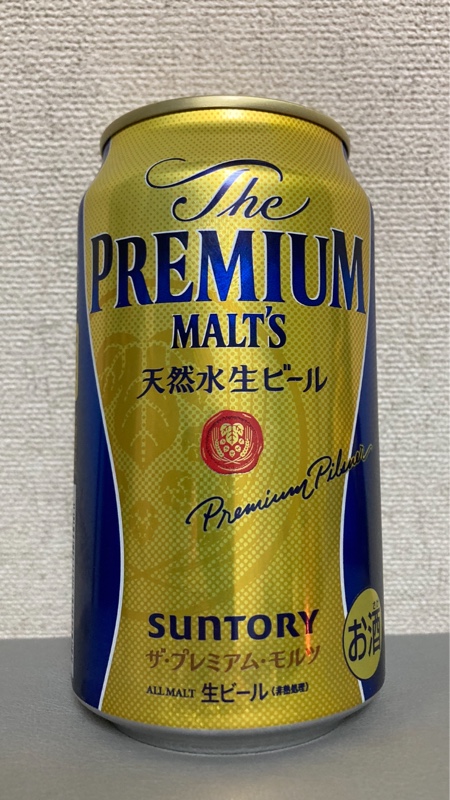 The
PREMIUM
MALT'S
天然水生ビール
Premium Pilsner
SUNTORY
ザ・プレミアム・モルツ
ALL MALT 生ビール (非熱処理)
お酒